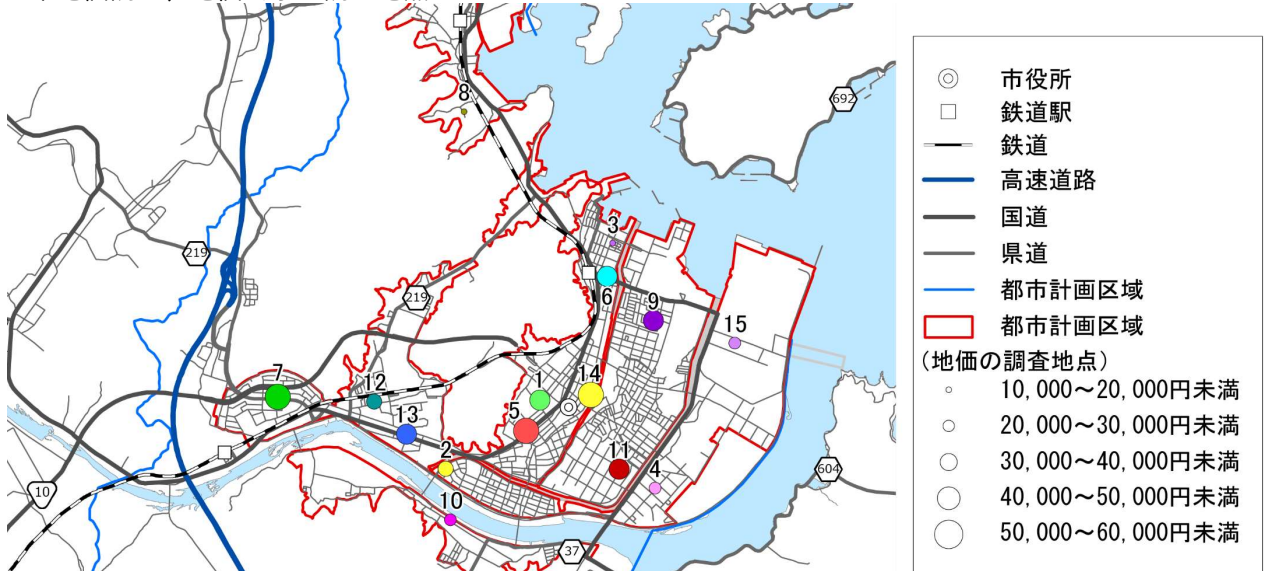 8
692
219
3
6
9
15
219
7
12
1
14
13
5
2
11
4
10
10
604
37
市役所
鉄道駅
鉄道
高速道路
国道
県道
都市計画区域
都市計画区域
(地価の調査地点)
10,000～20,000円未満
20,000～30,000円未満
30,000～40,000円未満
40,000～50,000円未満
50,000～60,000円未満